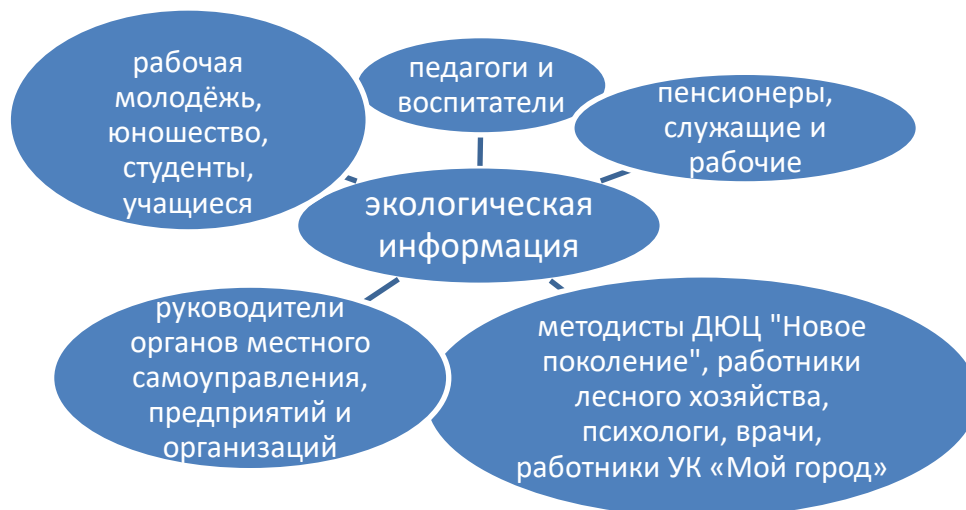 рабочая
молодёжь,
юношество,
студенты,
учащиеся
педагоги и
воспитатели
пенсионеры,
служащие и
рабочие
экологическая
информация
руководители
органов местного
самоуправления,
предприятий и
организаций
методисты ДЮЦ "Новое
поколение", работники
лесного хозяйства,
психологи, врачи,
работники УК «Мой город»